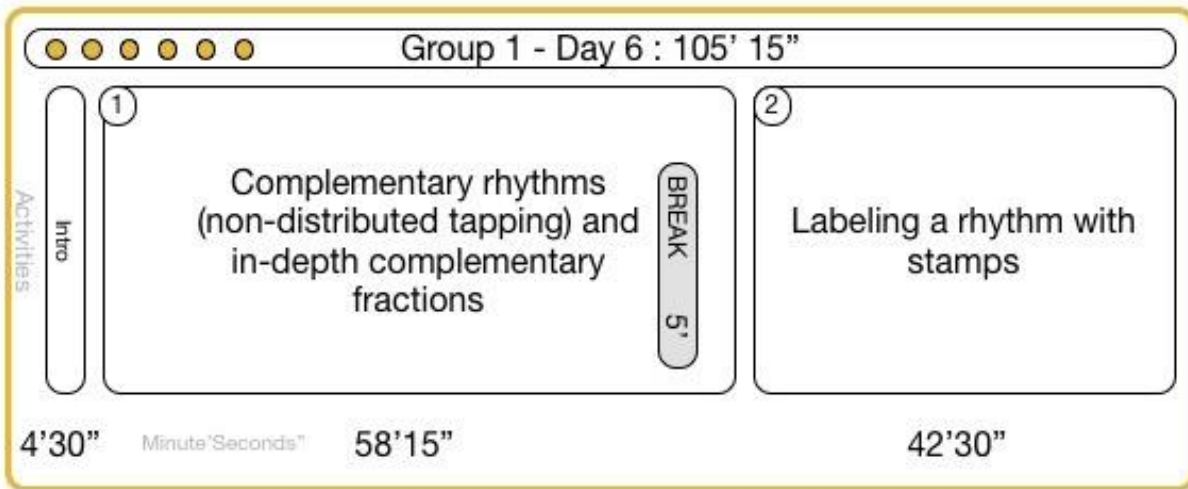 Group 1 - Day 6 : 105’ 15”
Activities
Intro
1
Complementary rhythms
(non-distributed tapping) and
in-depth complementary
fractions
BREAK 5’
2
Labeling a rhythm with
stamps
4’30” Minute’Seconds” 58’15” 42’30”